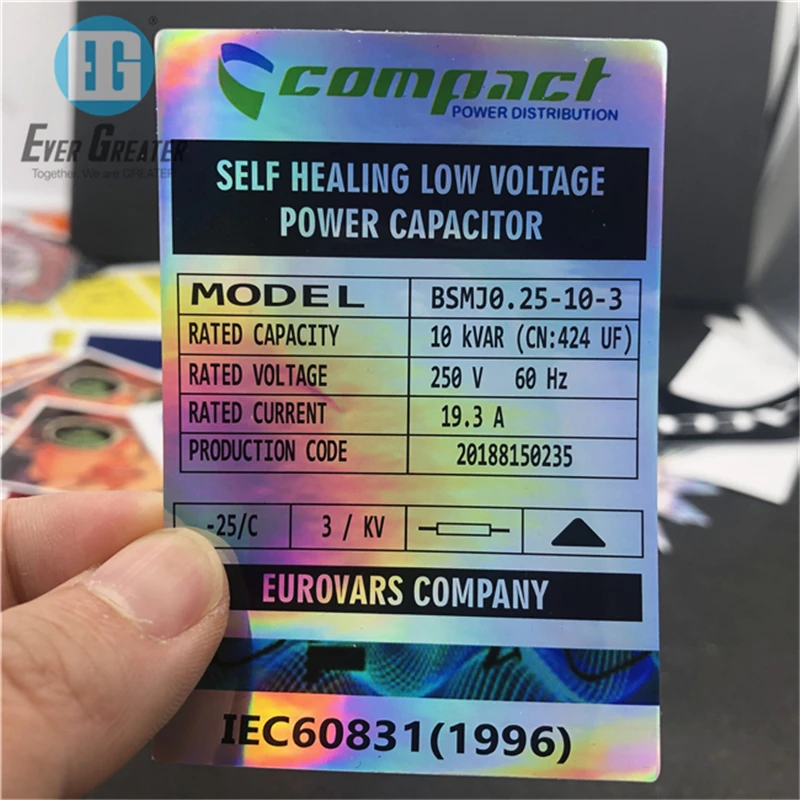 EG
®
EVER GREATER
Together, We are GREATER
compact
POWER DISTRIBUTION
SELF HEALING LOW VOLTAGE
POWER CAPACITOR
MODEL BSMJ0.25-10-3
RATED CAPACITY 10 kVAR (CN:424 UF)
RATED VOLTAGE 250 V 60 Hz
RATED CURRENT 19.3 A
PRODUCTION CODE 20188150235
-25/C 3 / KV
EUROVARS COMPANY
IEC60831(1996)